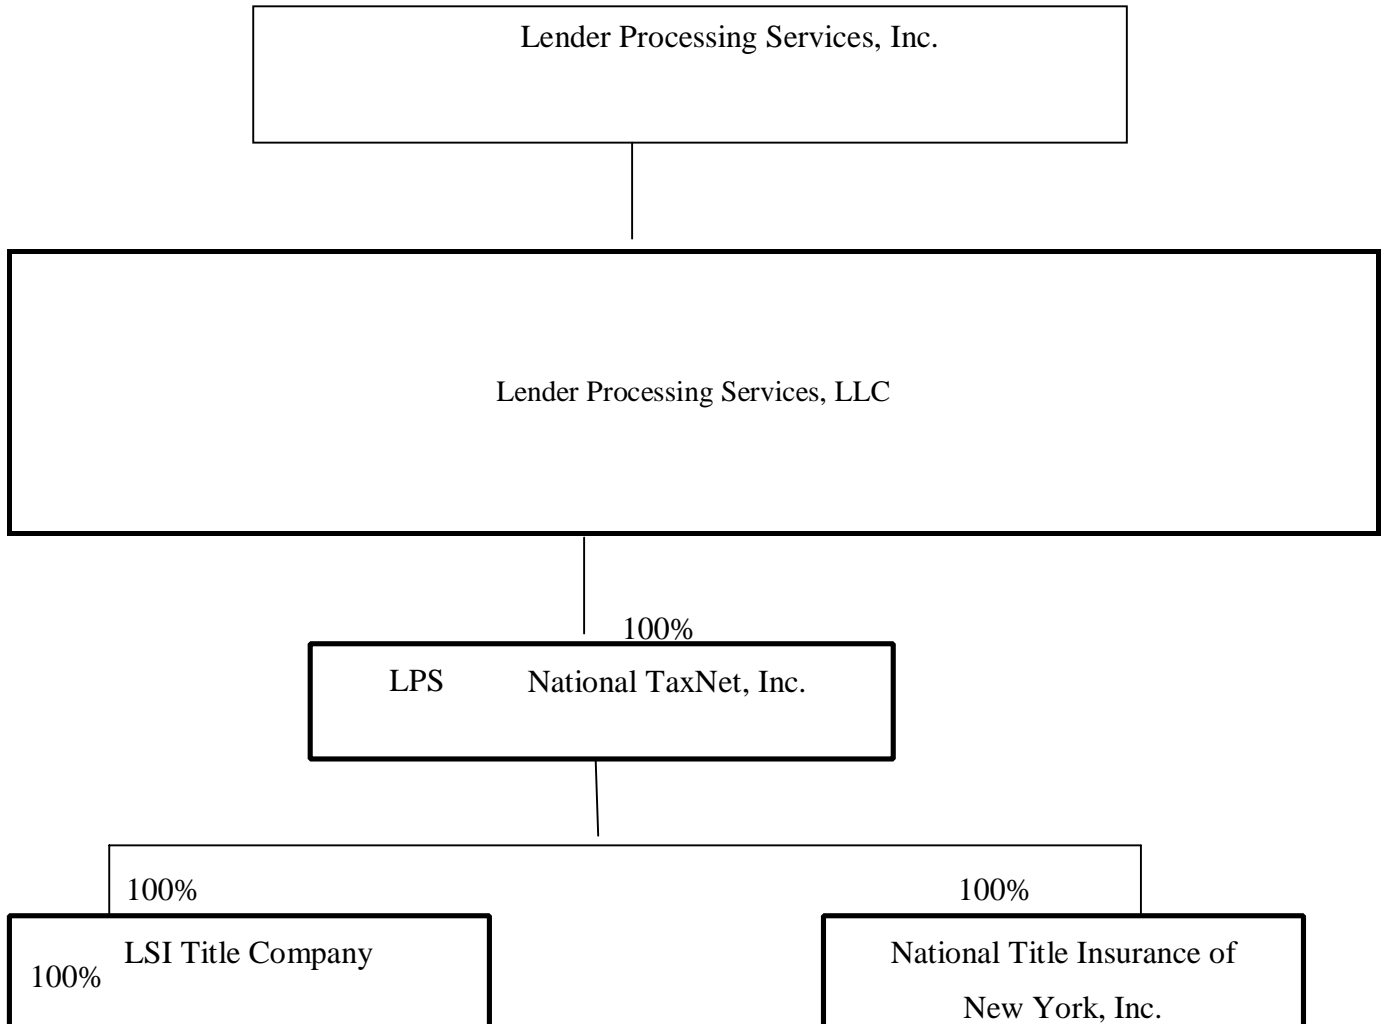 Lender Processing Services, Inc.
Lender Processing Services, LLC
100%
LPS National TaxNet, Inc.
100%
100%
LSI Title Company
100%
National Title Insurance of
New York, Inc.